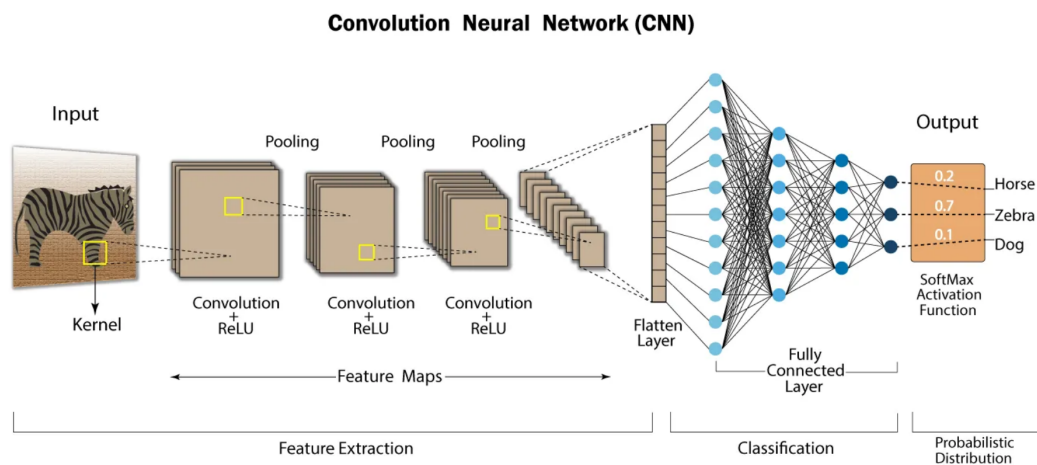 Convolution Neural Network (CNN)
Input
Output
Pooling
Pooling
Pooling
0.2
Horse
0.7
Zebra
0.1
Dog
Kernel
Convolution
+
ReLU
Convolution
+
ReLU
Convolution
+
ReLU
Flatten
Layer
SoftMax
Activation
Function
Feature Maps
Fully
Connected
Layer
Feature Extraction
Classification
Probabilistic
Distribution